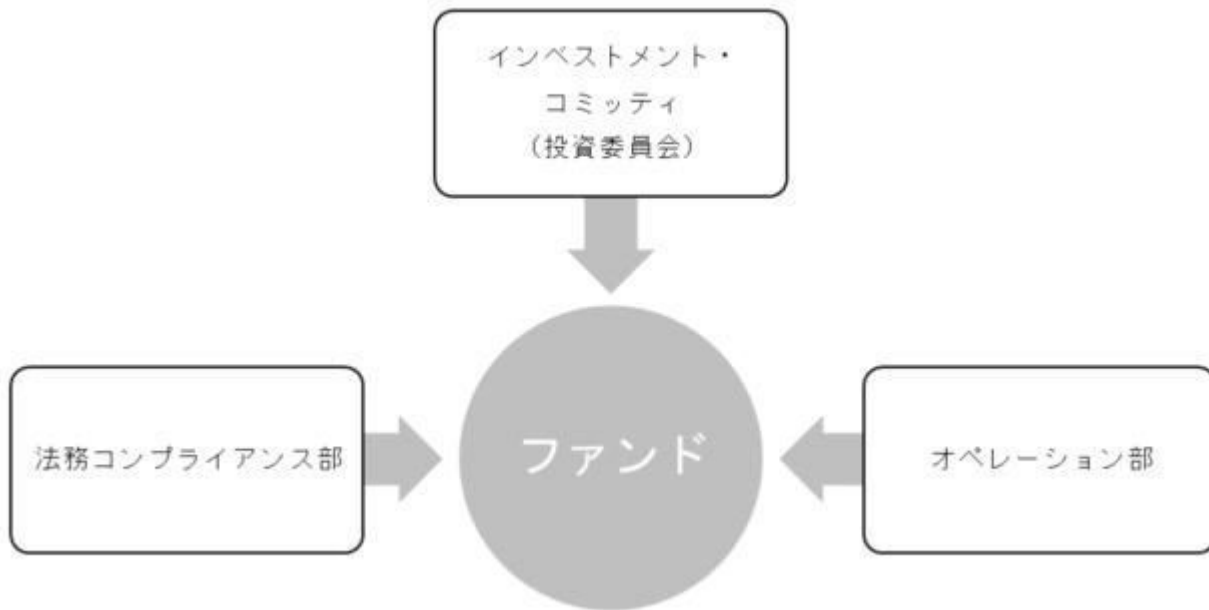 インベストメント・
コミッティ
（投資委員会）
法務コンプライアンス部
ファンド
オペレーション部